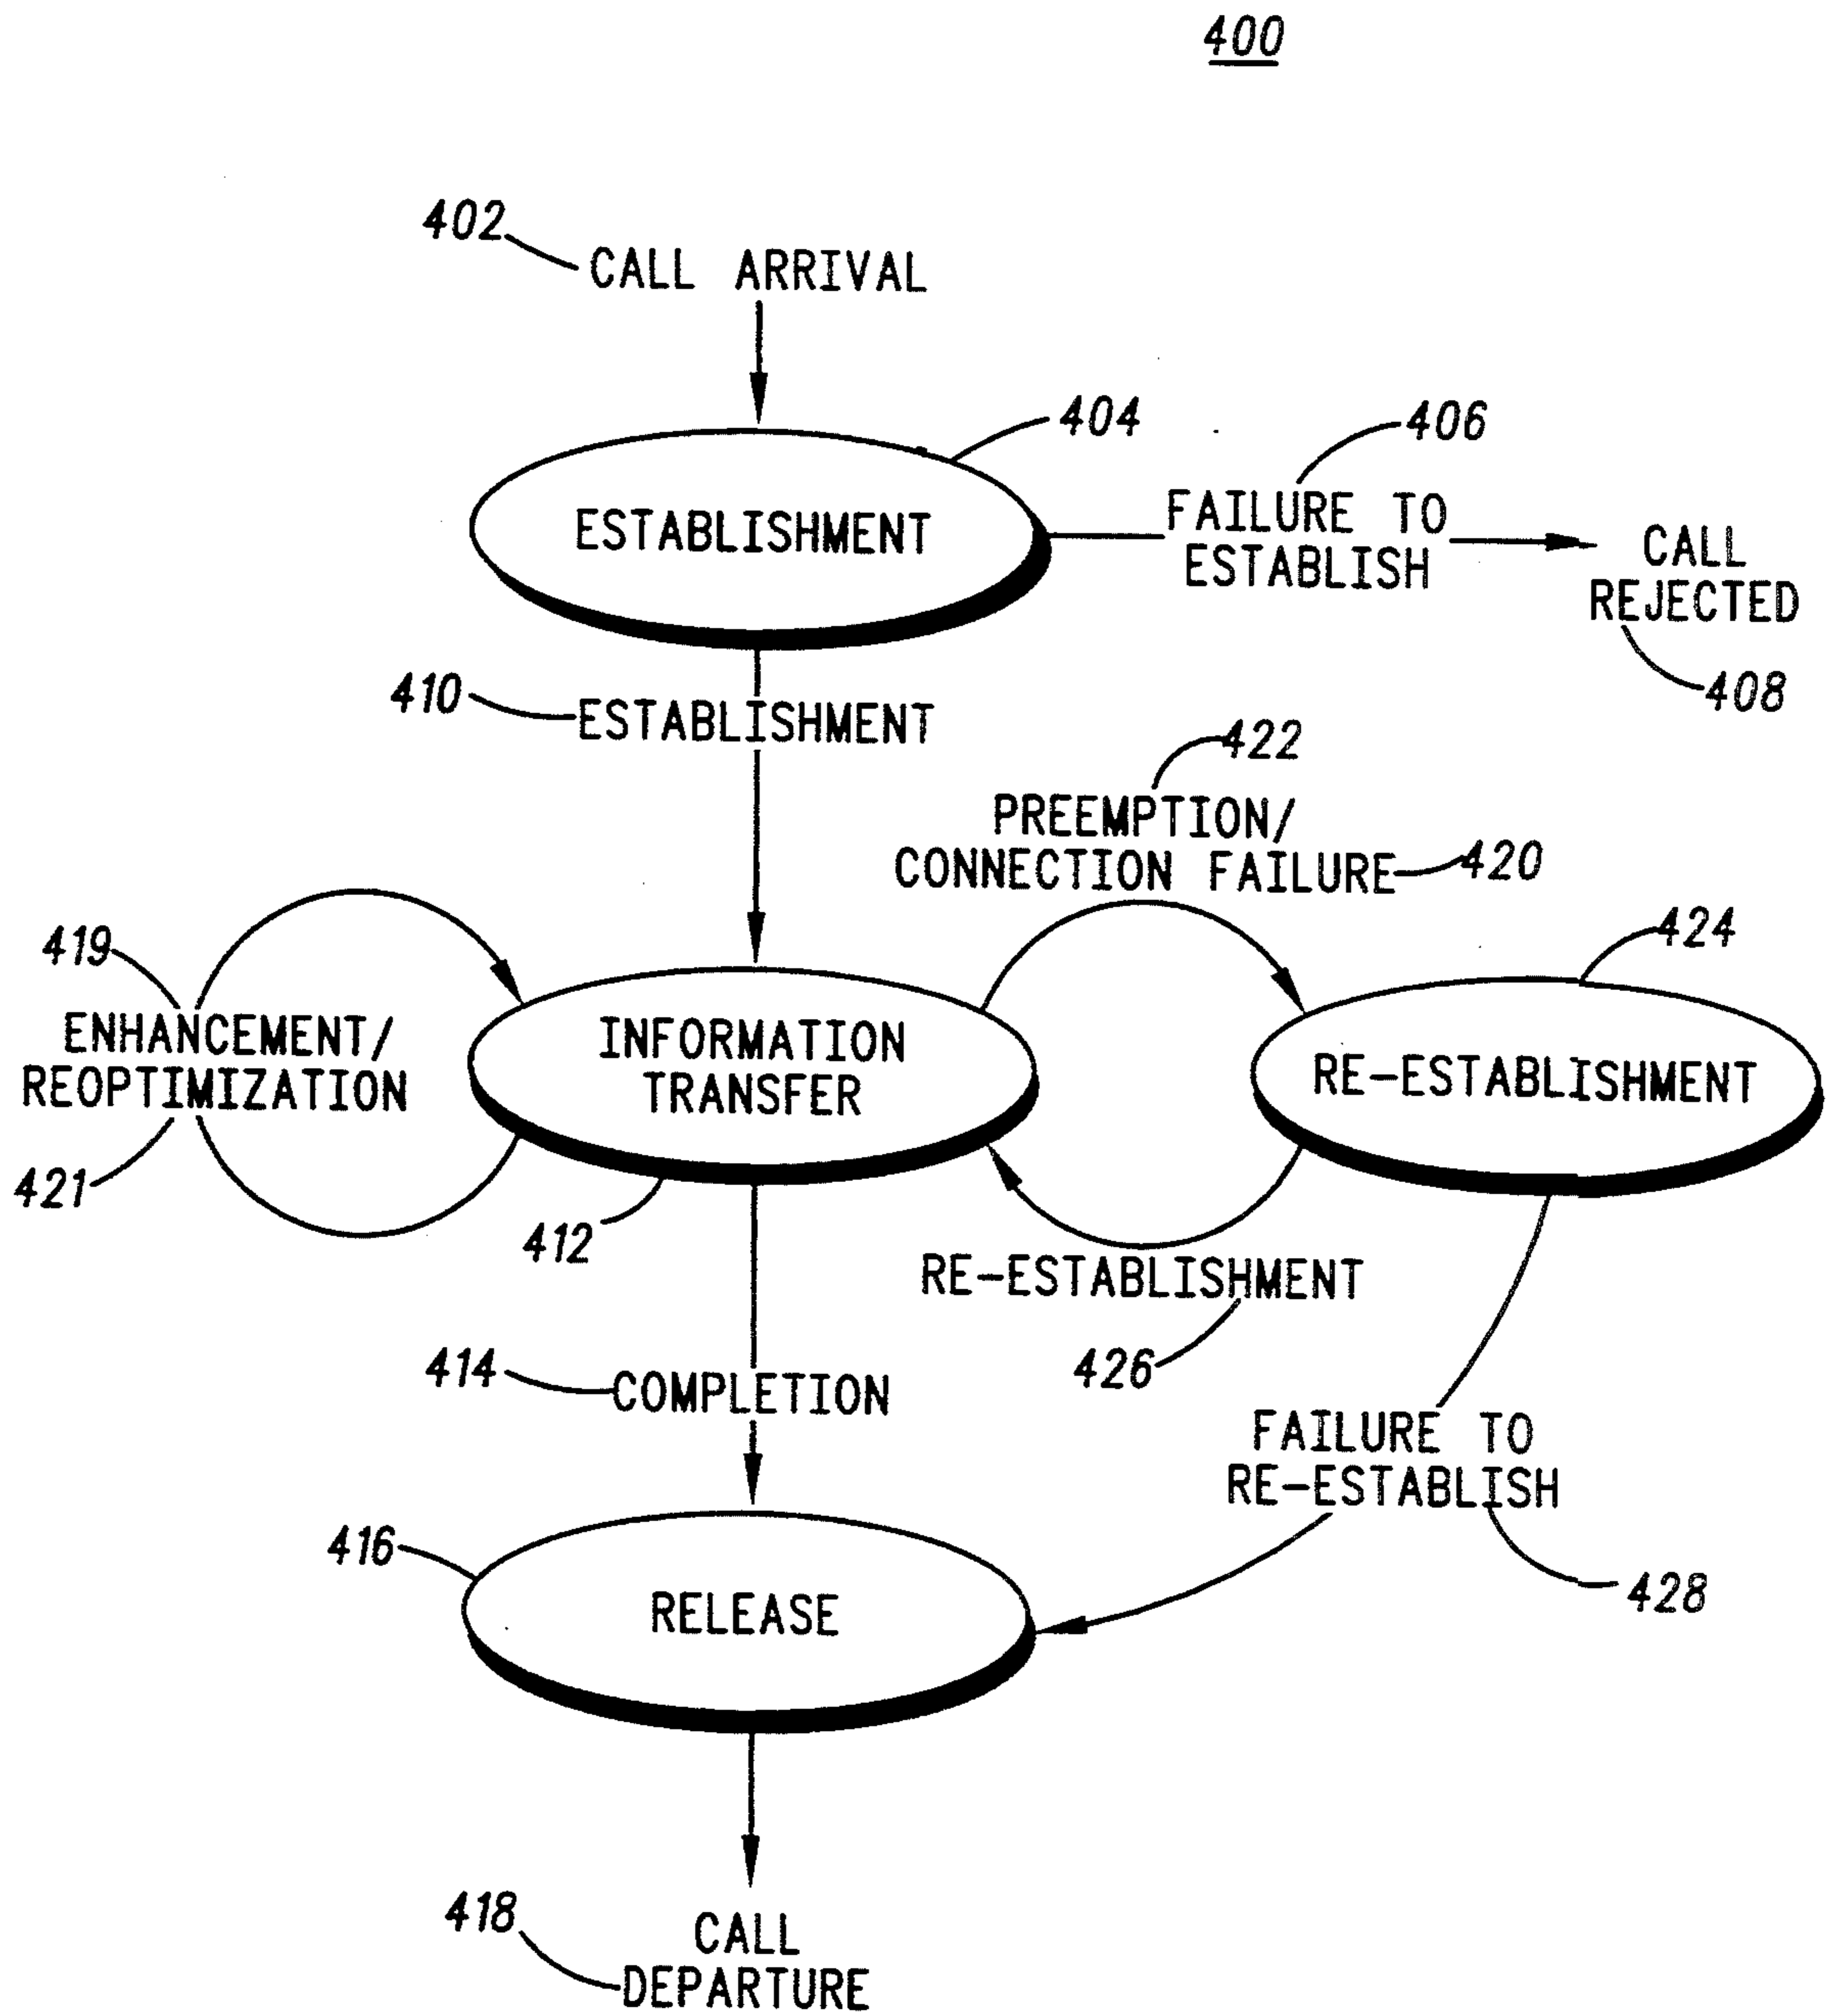 400
402
CALL ARRIVAL
404
406
ESTABLISHMENT
FAILURE TO
ESTABLISH
CALL
REJECTED
408
410
ESTABLISHMENT
422
PREEMPTION/
CONNECTION FAILURE
420
419
424
ENHANCEMENT/
REOPTIMIZATION
421
INFORMATION
TRANSFER
412
RE-ESTABLISHMENT
RE-ESTABLISHMENT
426
414
COMPLETION
FAILURE TO
RE-ESTABLISH
428
416
RELEASE
418
CALL
DEPARTURE